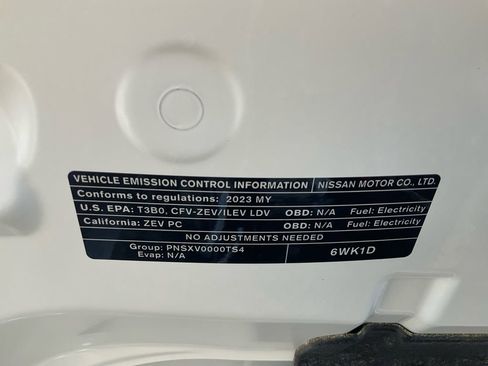 VEHICLE EMISSION CONTROL INFORMATION NISSAN MOTOR CO., LTD.
Conforms to regulations: 2023 MY
U.S. EPA: T3B0, CFV-ZEV/ILEV LDV OBD: N/A Fuel: Electricity
California: ZEV PC OBD: N/A Fuel: Electricity
NO ADJUSTMENTS NEEDED
Group: PNSXV0000TS4 6WK1D
Evap: N/A